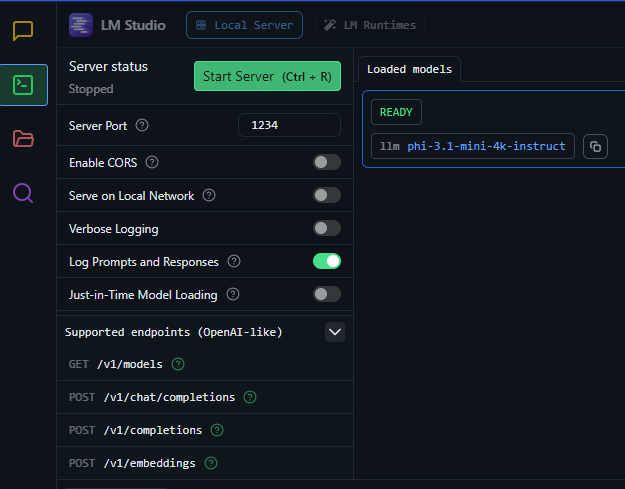 LM Studio
Local Server
LM Runtimes
Server status
Stopped
Start Server (Ctrl + R)
Server Port ?
1234
Enable CORS ?
Serve on Local Network ?
Verbose Logging
Log Prompts and Responses ?
Just-in-Time Model Loading ?
Supported endpoints (OpenAI-like)
GET /v1/models ?
POST /v1/chat/completions ?
POST /v1/completions ?
POST /v1/embeddings ?
Loaded models
READY
llm phi-3.1-mini-4k-instruct